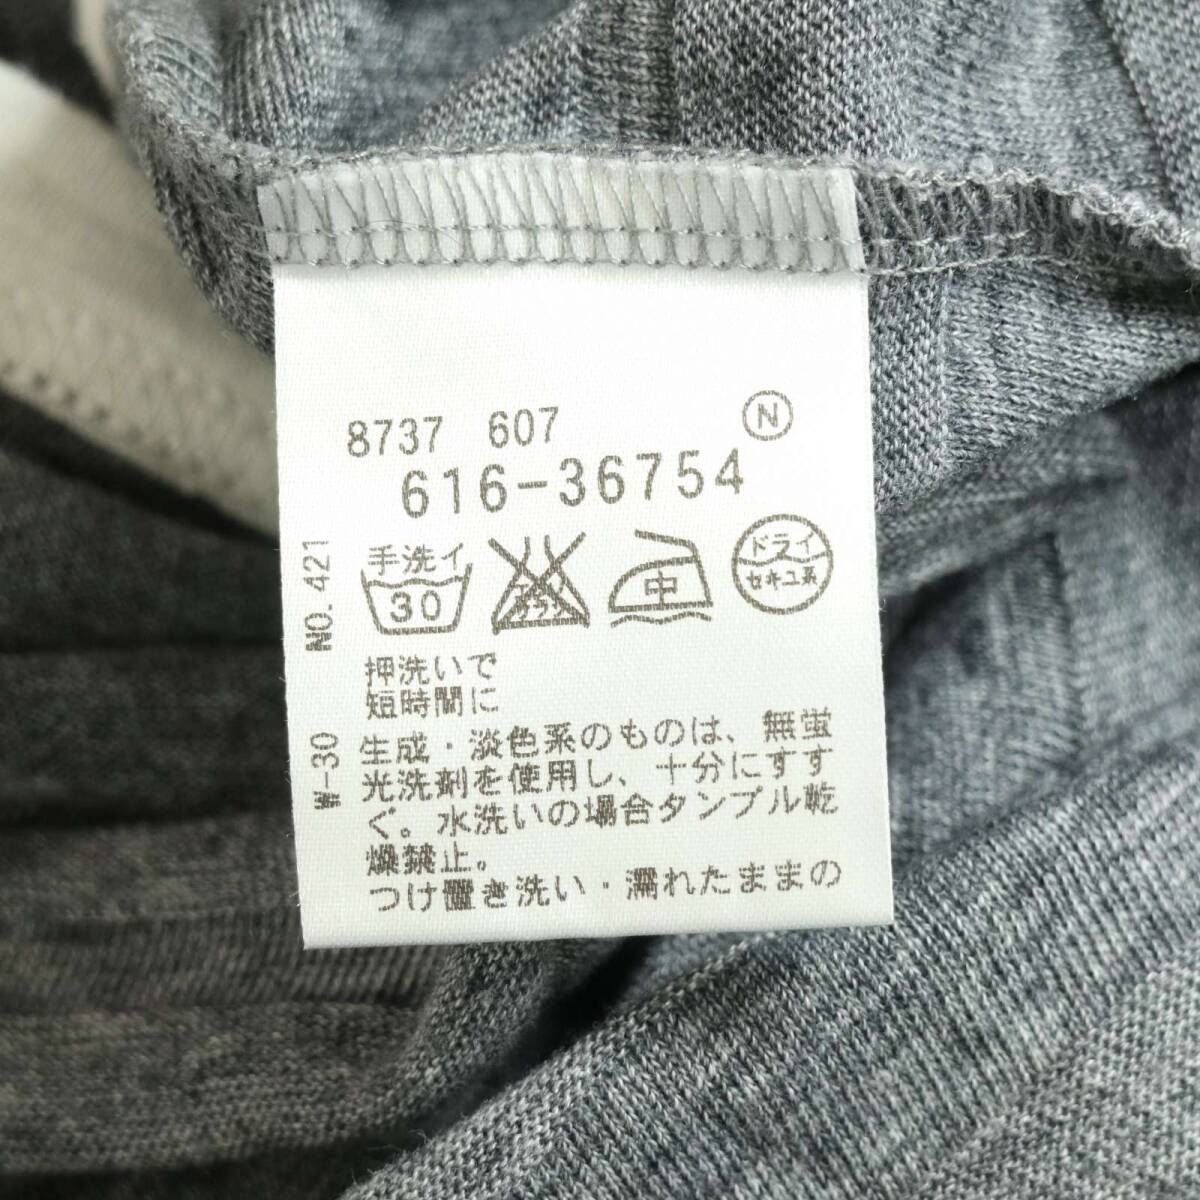 8737 607 N
616-36754
手洗イ
30
中
ドライ
セキユ系
押洗いで
短時間に
生成・淡色系のものは、無蛍
光洗剤を使用し、十分にすす
ぐ。水洗いの場合タンブル乾
燥禁止。
つけ置き洗い・濡れたままの
NO. 421
W-30